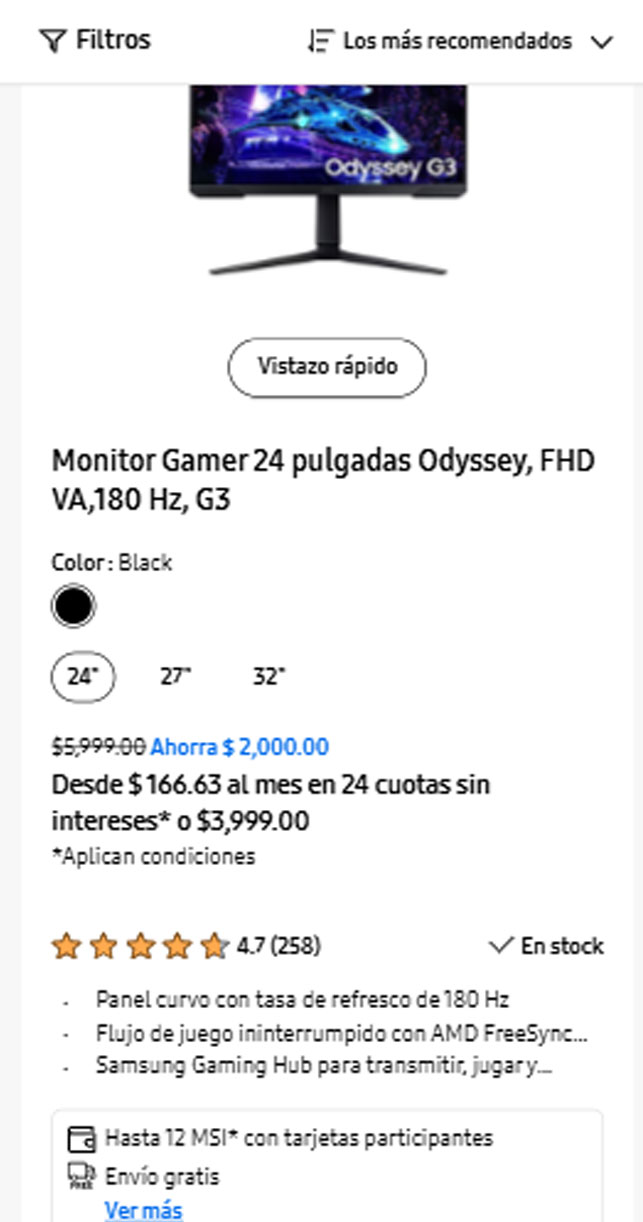 Filtros
Los más recomendados
Odyssey G3
Vistazo rápido
Monitor Gamer 24 pulgadas Odyssey, FHD
VA,180 Hz, G3
Color: Black
24" 27" 32"
$5,999.00 Ahorra $ 2,000.00
Desde $ 166.63 al mes en 24 cuotas sin
intereses* o $3,999.00
*Aplican condiciones
4.7 (258)
En stock
Panel curvo con tasa de refresco de 180 Hz
Flujo de juego ininterrumpido con AMD FreeSync...
Samsung Gaming Hub para transmitir, jugar y...
Hasta 12 MSI* con tarjetas participantes
FREE
Envío gratis
Ver más